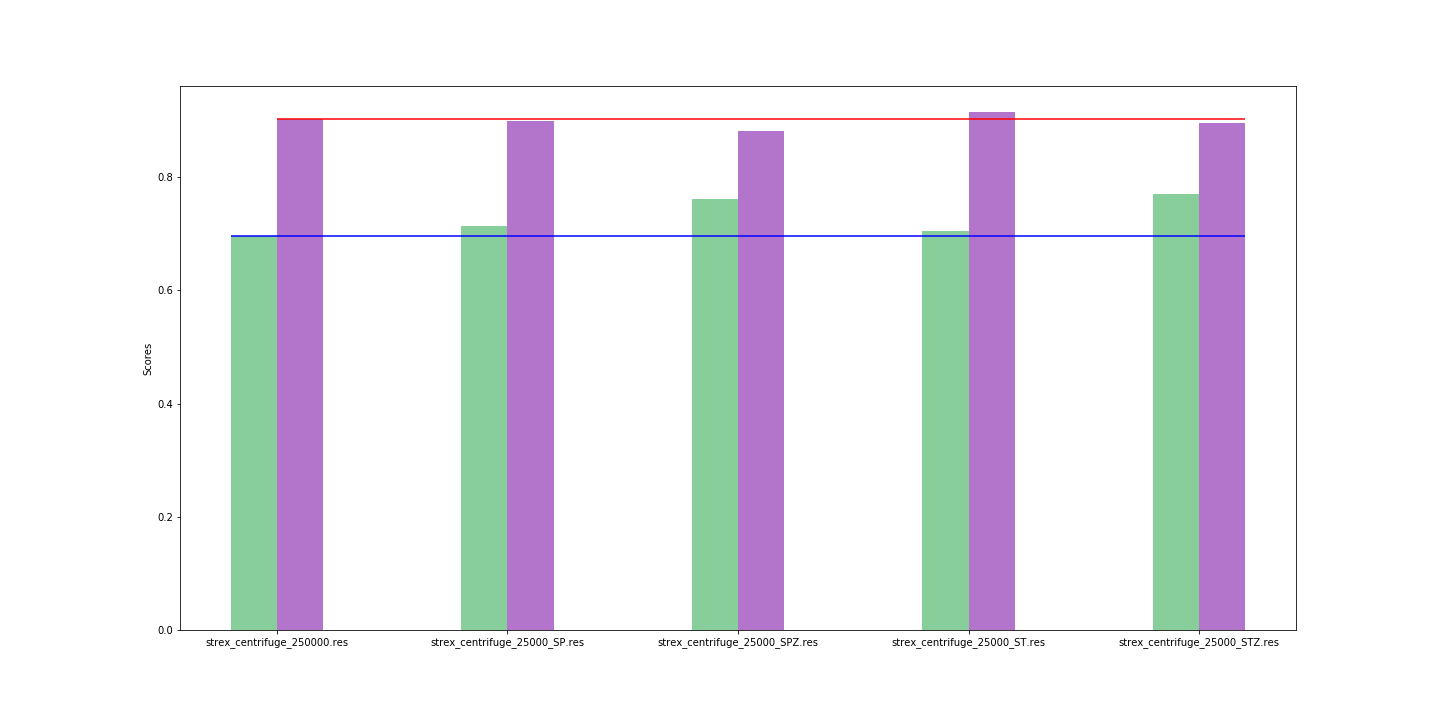 0.8
0.6
0.4
0.2
0.0
Scores
strex_centrifuge_250000.res
strex_centrifuge_25000_SP.res
strex_centrifuge_25000_SPZ.res
strex_centrifuge_25000_ST.res
strex_centrifuge_25000_STZ.res